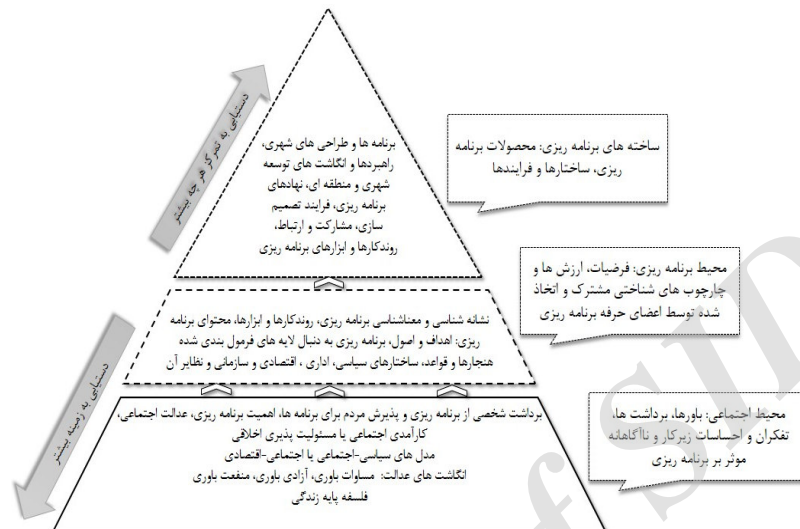 دستیابی به تمرکز هر چه بیشتر
برنامه ها و طراحی های شهری،
راهبردها و انگاشت های توسعه
شهری و منطقه ای، نهادهای
برنامه ریزی، فرایند تصمیم
سازی، مشارکت و ارتباط،
روندکارها و ابزارهای برنامه ریزی
ساخته های برنامه ریزی: محصولات برنامه
ریزی، ساختارها و فرایندها
نشانه شناسی و معناشناسی برنامه ریزی، روندکارها و ابزارها، محتوای برنامه
ریزی: اهداف و اصول، برنامه ریزی به دنبال لایه های فرمول بندی شده
هنجارها و قواعد، ساختارهای سیاسی، اداری ، اقتصادی و سازمانی و نظایر آن
محیط برنامه ریزی: فرضیات، ارزش ها و
چارچوب های شناختی مشترک و اتخاذ
شده توسط اعضای حرفه برنامه ریزی
دستیابی به زمینه بیشتر
برداشت شخصی از برنامه ریزی و پذیرش مردم برای برنامه ها، اهمیت برنامه ریزی، عدالت اجتماعی،
کارآمدی اجتماعی یا مسئولیت پذیری اخلاقی
مدل های سیاسی-اجتماعی یا اجتماعی-اقتصادی
انگاشت های عدالت: مساوات باوری، آزادی باوری، منفعت باوری
فلسفه پایه زندگی
محیط اجتماعی: باورها، برداشت ها،
تفکران و احساسات زیرکار و ناآگاهانه
موثر بر برنامه ریزی
of SID